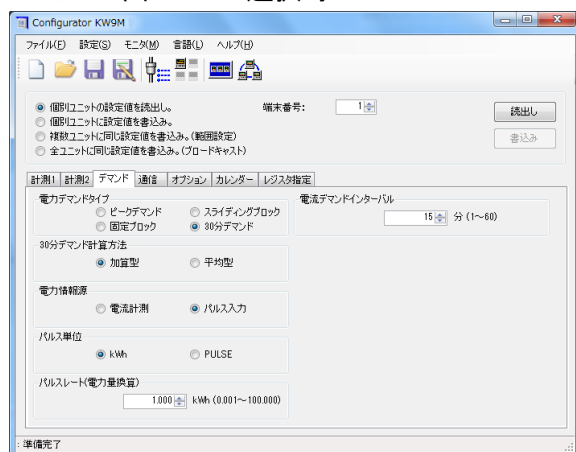 Configurator KW9M
ファイル(F) 設定(S) モニタ(M) 言語(L) ヘルプ(H)
個別ユニットの設定値を読出し。 端末番号: 1
個別ユニットに設定値を書込み。 読出し
複数ユニットに同じ設定値を書込み。(範囲設定) 書込み
全ユニットに同じ設定値を書込み。(ブロードキャスト)
計測1 計測2 デマンド 通信 オプション カレンダー レジスタ指定
電力デマンドタイプ 電流デマンドインターバル
ピークデマンド スライディングブロック 15 分 (1～60)
固定ブロック 30分デマンド
30分デマンド計算方法
加算型 平均型
電力情報源
電流計測 パルス入力
パルス単位
kWh PULSE
パルスレート(電力量換算)
1.000 kWh (0.001～100.000)
: 準備完了